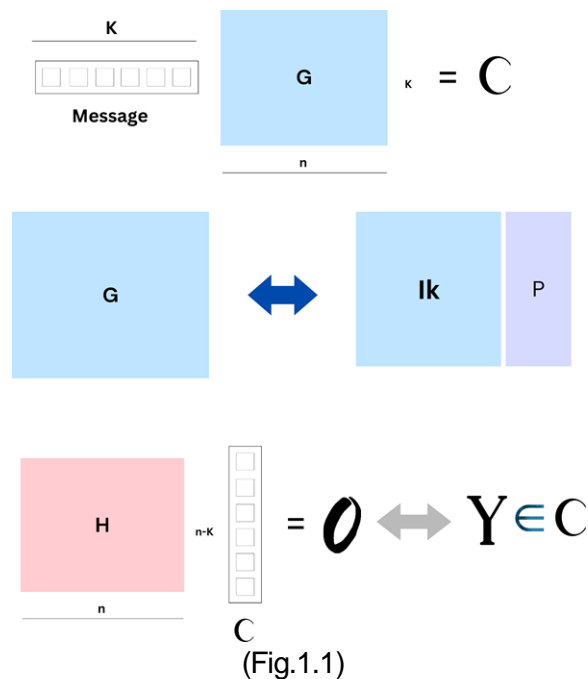 K
G
K = C
Message
n
G
Ik
P
H
n-K
= 0
Y ∈ C
n
C
(Fig.1.1)